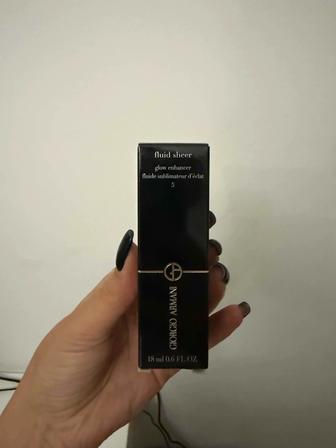 fluid sheer
glow enhancer
fluide sublimateur d'éclat
5
GIORGIO ARMANI
18 ml 0.6 FL.OZ.